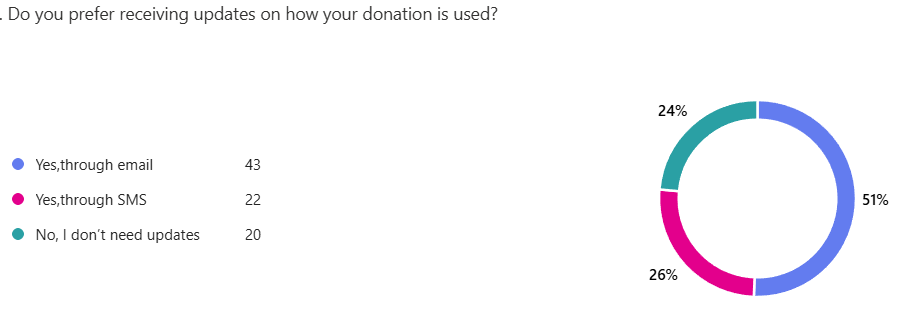 . Do you prefer receiving updates on how your donation is used?
24%
Yes,through email 43
Yes,through SMS 22
51%
No, I don't need updates 20
26%